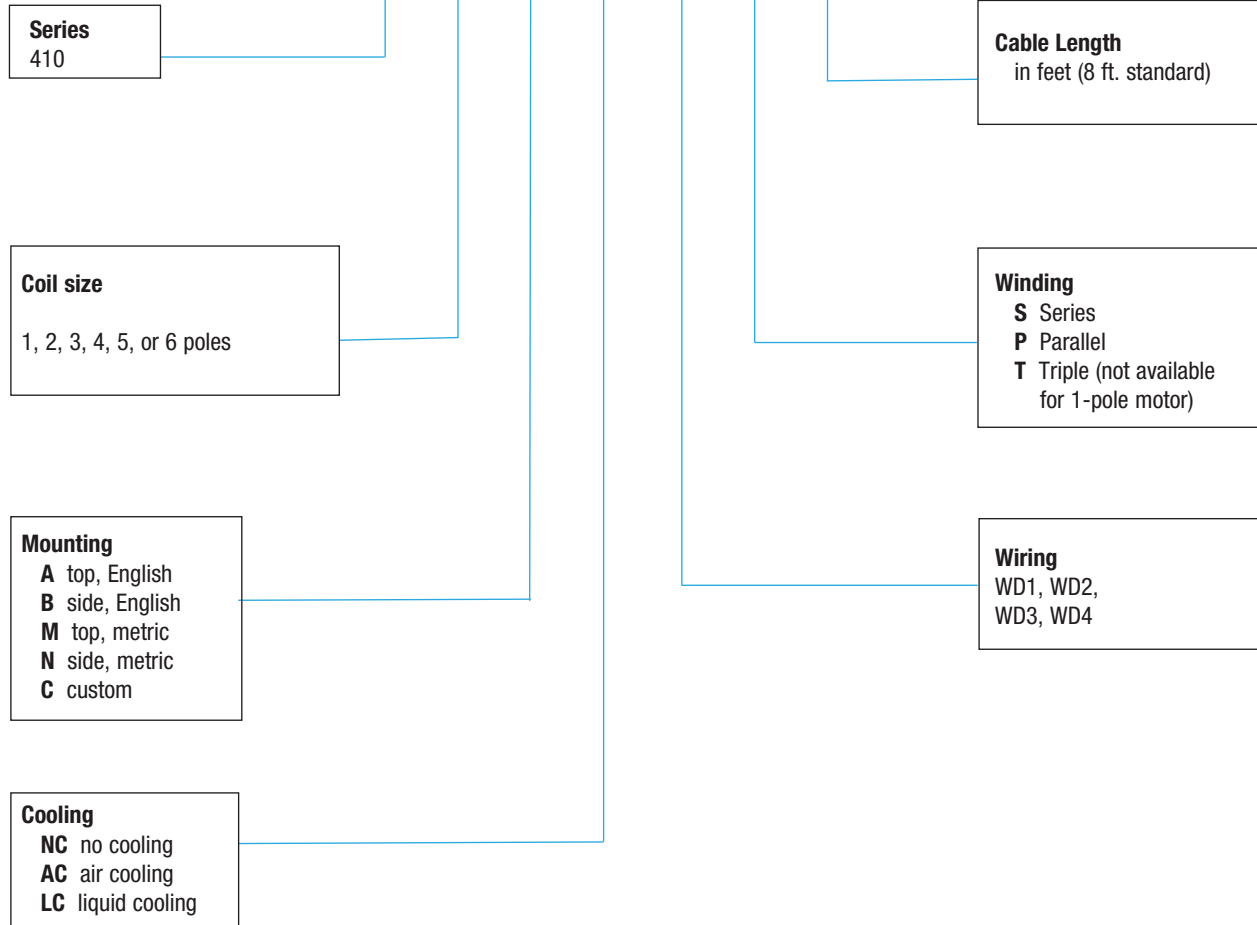 Series
410
Coil size
1, 2, 3, 4, 5, or 6 poles
Mounting
A top, English
B side, English
M top, metric
N side, metric
C custom
Cooling
NC no cooling
AC air cooling
LC liquid cooling
Cable Length
in feet (8 ft. standard)
Winding
S Series
P Parallel
T Triple (not available
for 1-pole motor)
Wiring
WD1, WD2,
WD3, WD4